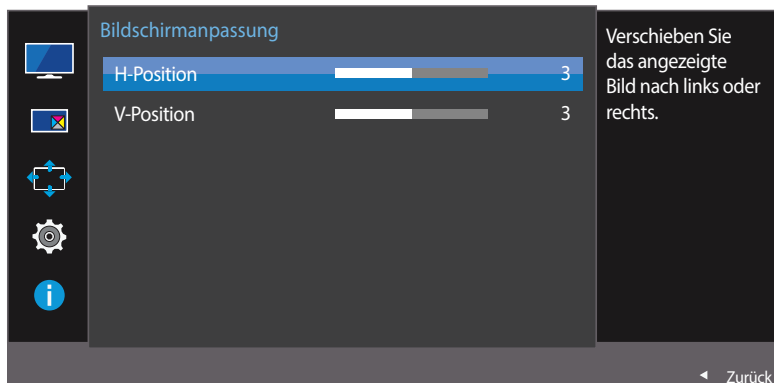 Bildschirmanpassung
H-Position 3
V-Position 3
Verschieben Sie
das angezeigte
Bild nach links oder
rechts.
Zurück